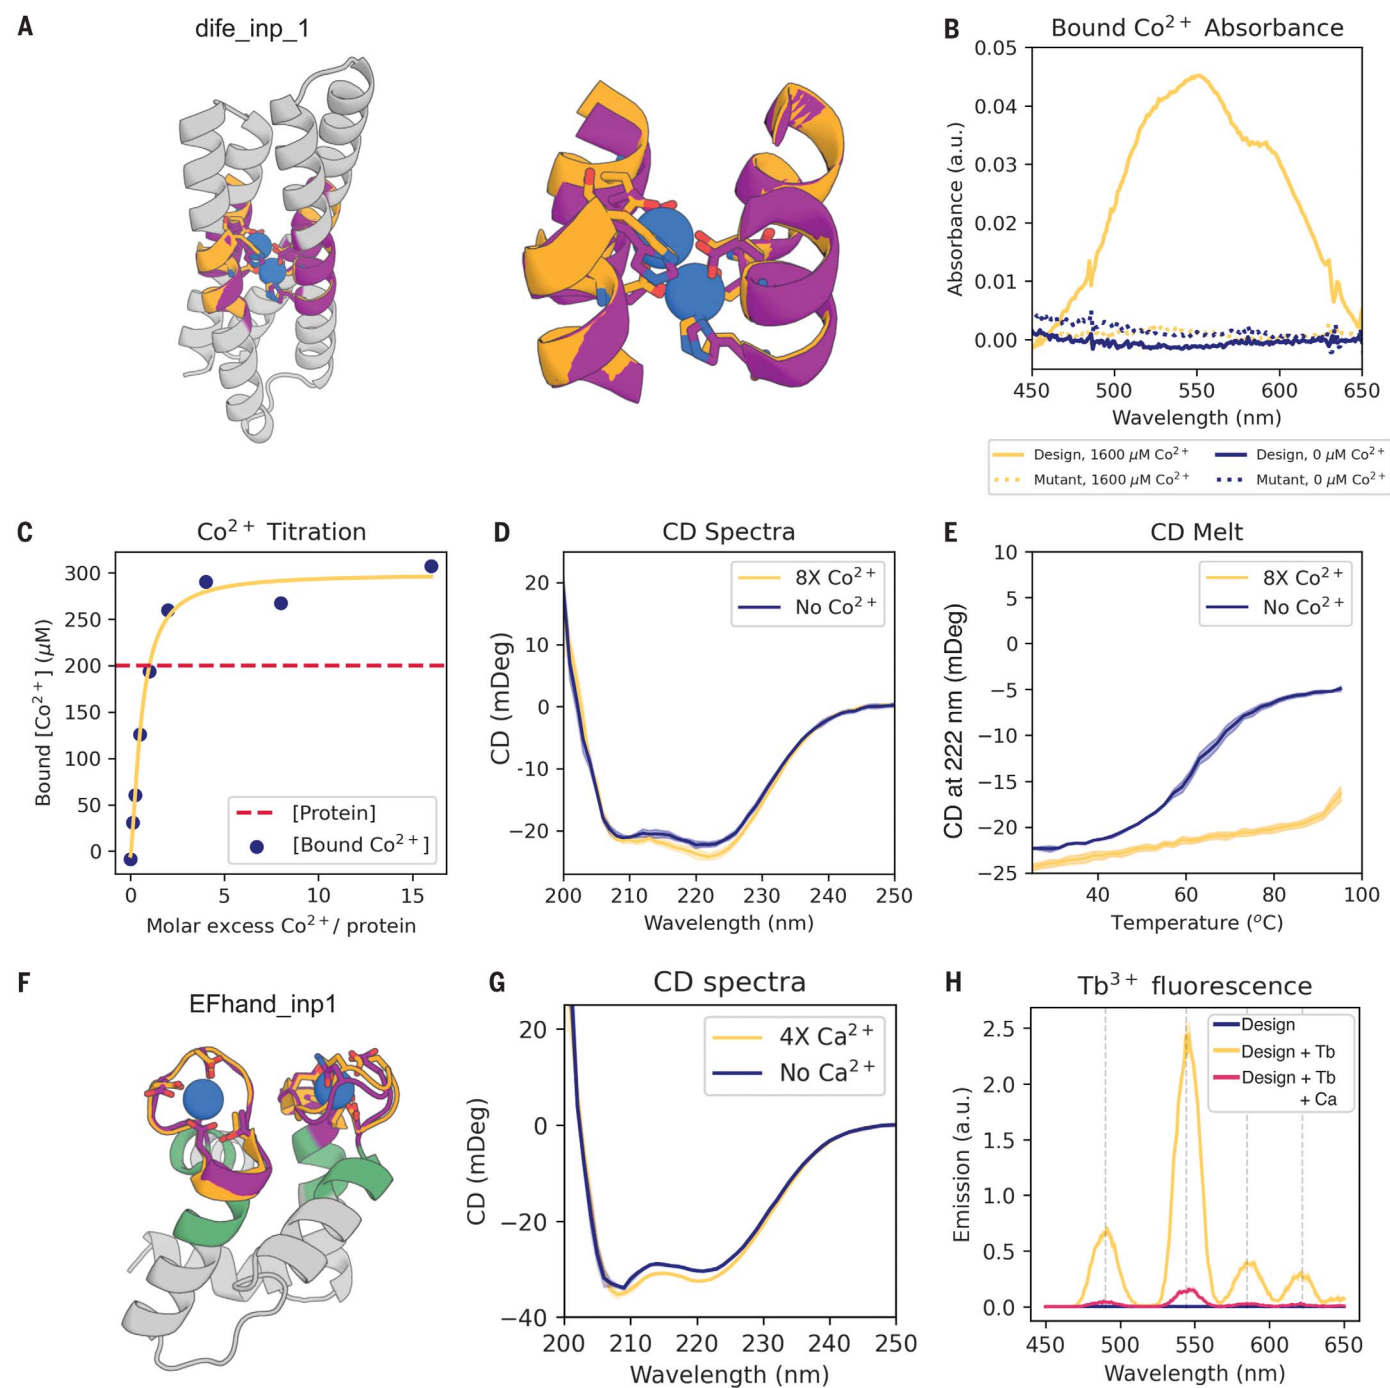 A
dife_inp_1
B
Bound Co²⁺ Absorbance
Absorbance (a.u.)
0.05
0.04
0.03
0.02
0.01
0.00
450 500 550 600 650
Wavelength (nm)
Design, 1600 μM Co²⁺ Design, 0 μM Co²⁺
Mutant, 1600 μM Co²⁺ Mutant, 0 μM Co²⁺
C
Co²⁺ Titration
Bound [Co²⁺] (μM)
300
250
200
150
100
50
0
[Protein]
[Bound Co²⁺]
0 5 10 15
Molar excess Co²⁺/ protein
D
CD Spectra
CD (mDeg)
20
10
0
-10
−20
8X Co²⁺
No Co²⁺
200 210 220 230 240 250
Wavelength (nm)
E
CD Melt
CD at 222 nm (mDeg)
10
5
0
−5
−10
−15
−20
−25
8X Co²⁺
No Co²⁺
40 60 80 100
Temperature (°C)
F
EFhand_inp1
G
CD spectra
CD (mDeg)
20
0
−20
−40
4X Ca²⁺
No Ca²⁺
200 210 220 230 240 250
Wavelength (nm)
H
Tb³⁺ fluorescence
Emission (a.u.)
2.5
2.0
1.5
1.0
0.5
0.0
Design
Design + Tb
Design + Tb
+ Ca
450 500 550 600 650
Wavelength (nm)